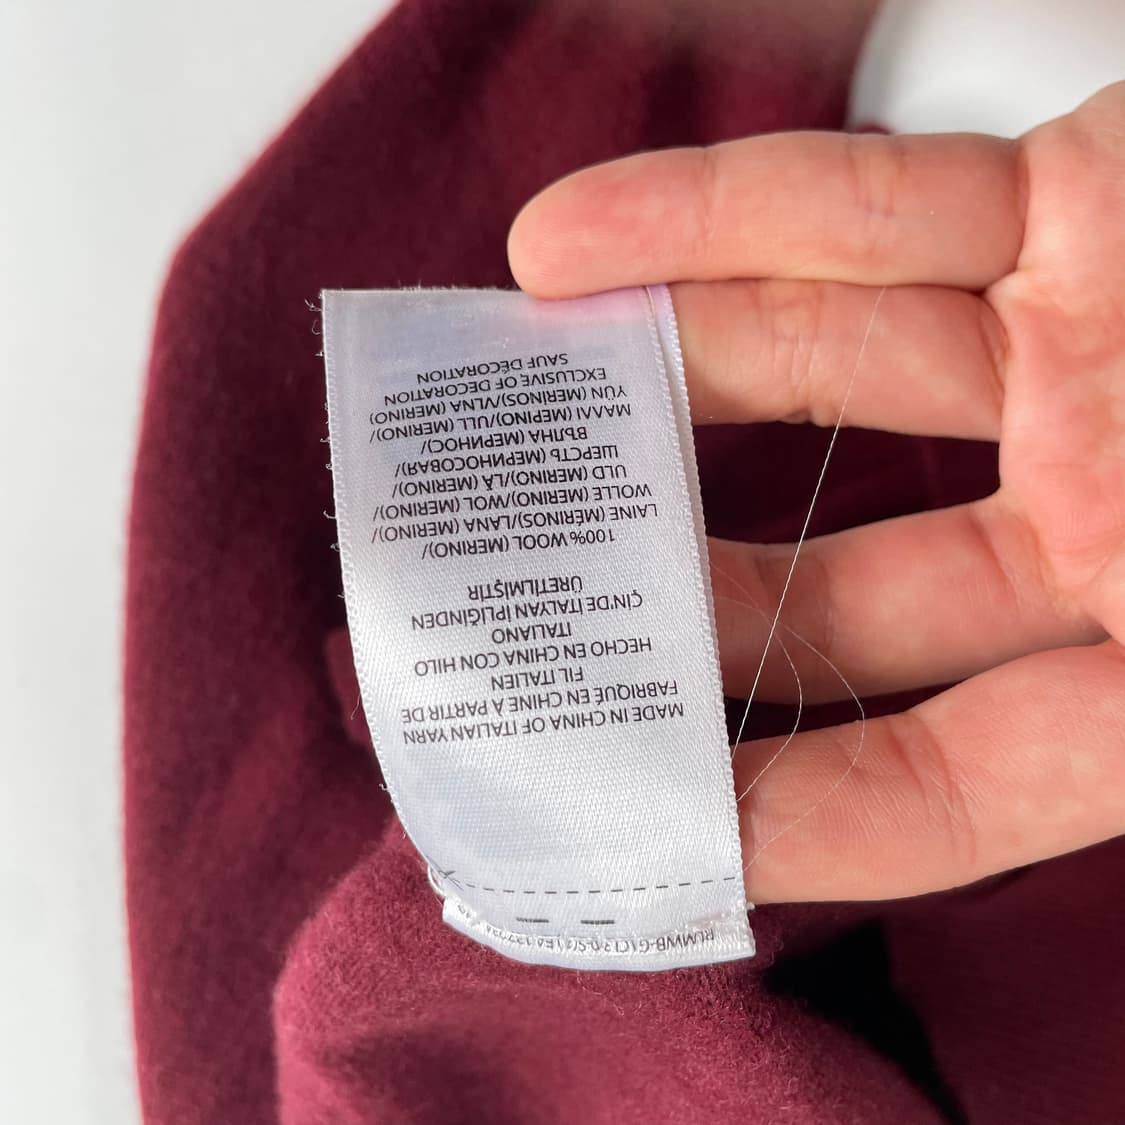 MADE IN CHINA OF ITALIAN YARN
FABRIQUÉ EN CHINE À PARTIR DE
FIL ITALIEN
HECHO EN CHINA CON HILO
ITALIANO
ÇİN'DE İTALYAN İPLİĞİNDEN
ÜRETİLMİŞTİR
100% WOOL (MERINO)/
LAINE (MÉRINOS)/LANA (MERINO)/
WOLLE (MERINO)/WOL (MERINO)/
ULD (MERINO)/LÃ (MERINO)/
ШЕРСТЬ (МЕРИНОСОВАЯ)/
ВЪЛНА (МЕРИНОС)/
ΜΑΛΛΙ (ΜΕΡΙΝΟ)/ULL (MERINO)/
YÜN (MERINOS)/VLNA (MERINO)
EXCLUSIVE OF DECORATION
SAUF DÉCORATION